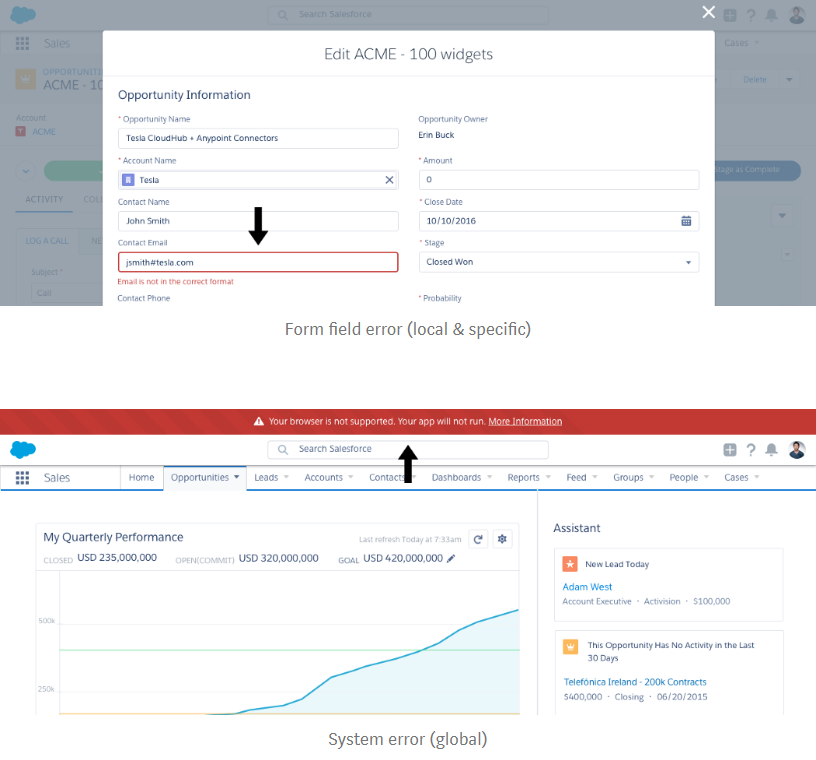 Search Salesforce
Sales
Cases
OPPORTUNITIE
ACME - 10
Delete
Account
ACME
Stage as Complete
ACTIVITY
COL
LOG A CALL
NE
Subject *
Call
Edit ACME - 100 widgets
Opportunity Information
* Opportunity Name
Tesla CloudHub + Anypoint Connectors
Opportunity Owner
Erin Buck
* Account Name
Tesla
* Amount
0
Contact Name
John Smith
* Close Date
10/10/2016
Contact Email
jsmith#tesla.com
Email is not in the correct format
* Stage
Closed Won
Contact Phone
* Probability
Form field error (local & specific)
Your browser is not supported. Your app will not run. More Information
Search Salesforce
Sales Home Opportunities Leads Accounts Contacts Dashboards Reports Feed Groups People Cases
My Quarterly Performance
Last refresh Today at 7:33am
CLOSED USD 235,000,000 OPEN(COMMIT) USD 320,000,000 GOAL USD 420,000,000
500k
250k
Assistant
New Lead Today
Adam West
Account Executive · Activision · $100,000
This Opportunity Has No Activity in the Last
30 Days
Telefónica Ireland - 200k Contracts
$400,000 · Closing · 06/20/2015
System error (global)